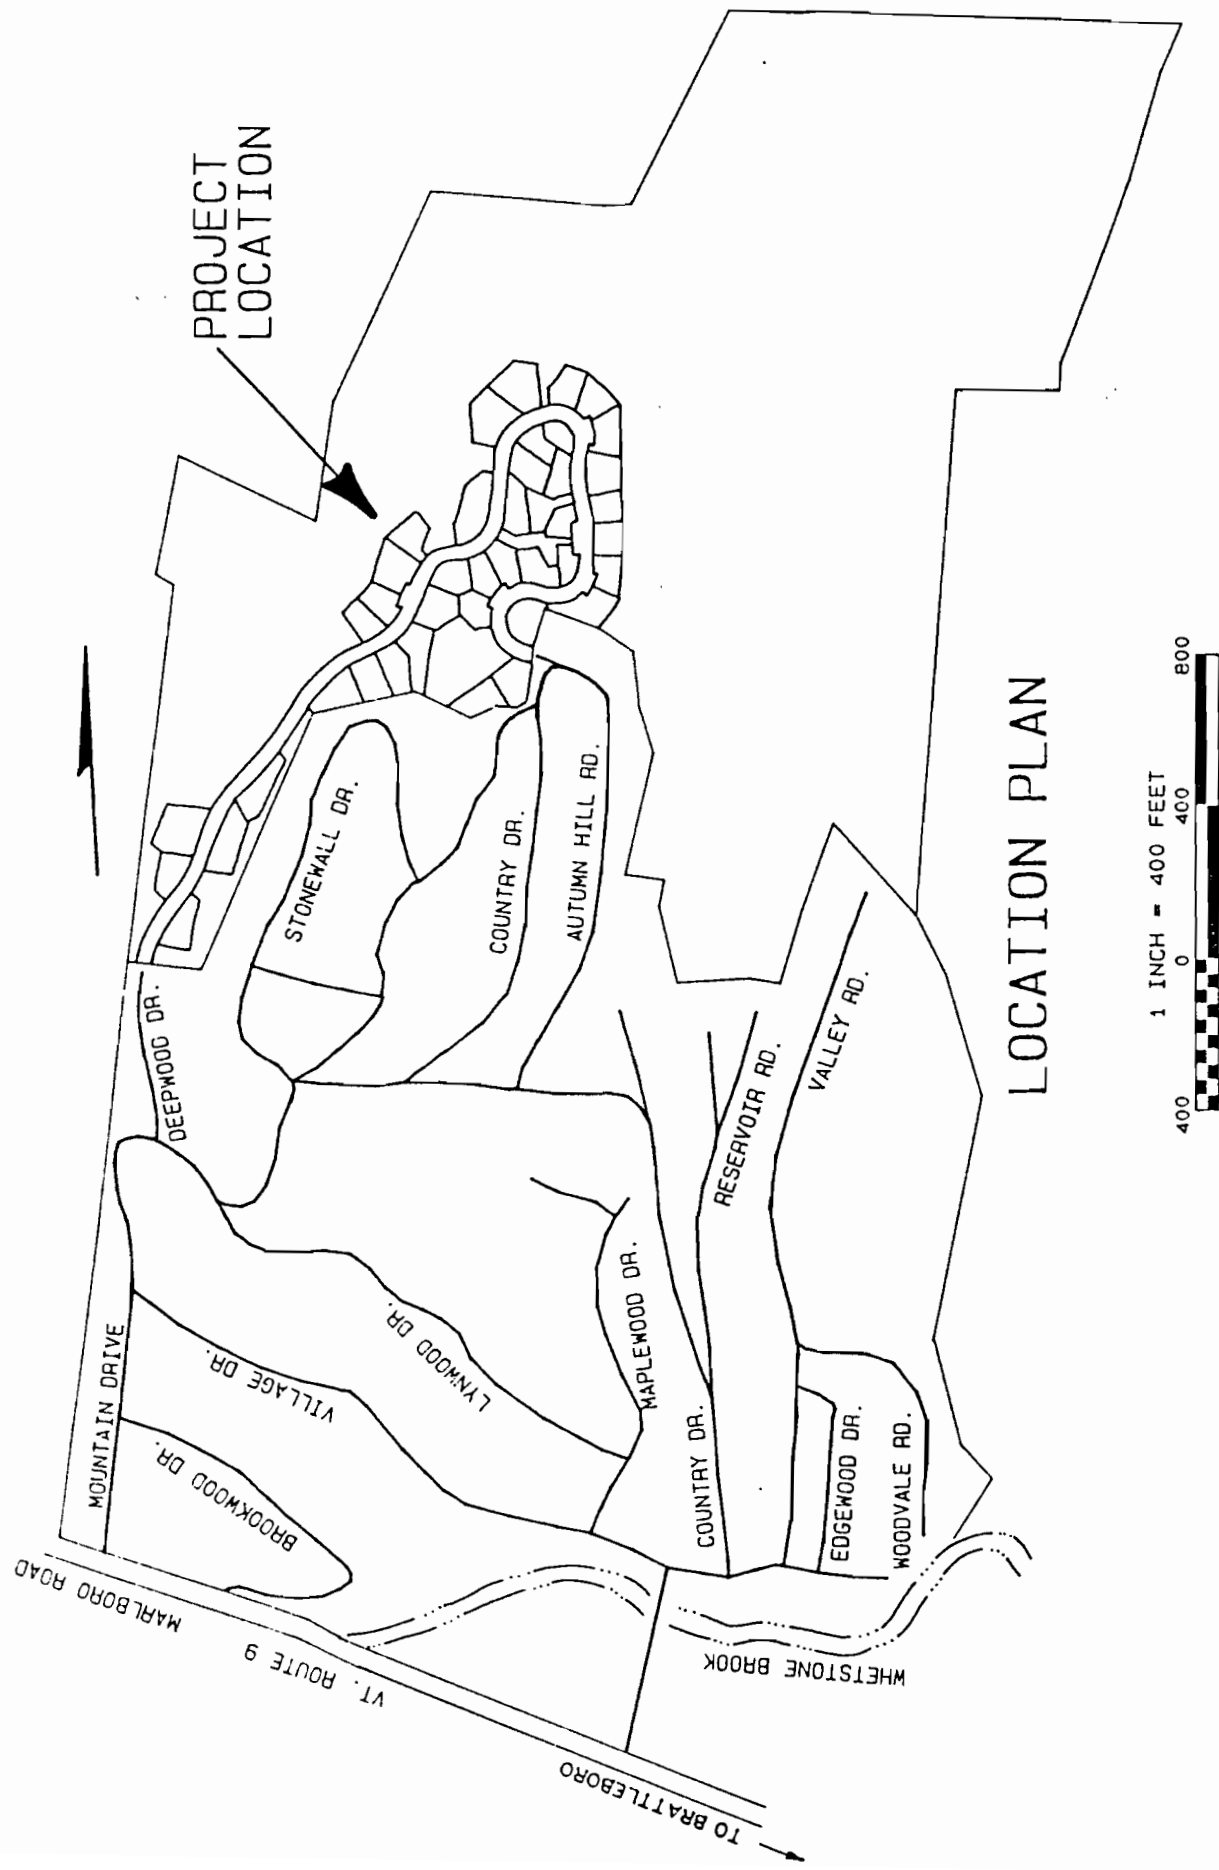 PROJECT
LOCATION
DEEPWOOD DR.
STONEWALL DR.
COUNTRY DR.
AUTUMN HILL RD.
VALLEY RD.
RESERVOIR RD.
MOUNTAIN DRIVE
VILLAGE DR.
LYNWOOD DR.
MAPLEWOOD DR.
BROOKWOOD DR.
COUNTRY DR.
EDGEWOOD DR.
WOODVALE RD.
MARLBORO ROAD
VT. ROUTE 9
WHETSTONE BROOK
TO BRATTLEBORO
LOCATION PLAN
1 INCH = 400 FEET
400 0 400 800